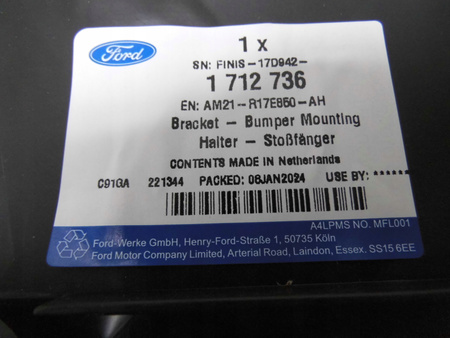 Ford
1 x
SN: FINIS-17D942-
1 712 736
EN: AM21-R17E850-AH
Bracket - Bumper Mounting
Halter - Stoßfänger
CONTENTS MADE IN Netherlands
C91GA 221344 PACKED: 06JAN2024 USE BY: ******
A4LPMS NO. MFL001
Ford-Werke GmbH, Henry-Ford-Straße 1, 50735 Köln
Ford Motor Company Limited, Arterial Road, Laindon, Essex. SS15 6EE